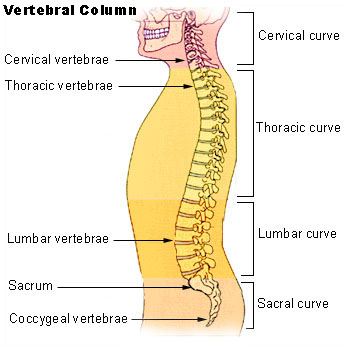 Vertebral Column
Cervical curve
Cervical vertebrae
Thoracic vertebrae
Thoracic curve
Lumbar vertebrae
Lumbar curve
Sacrum
Sacral curve
Coccygeal vertebrae